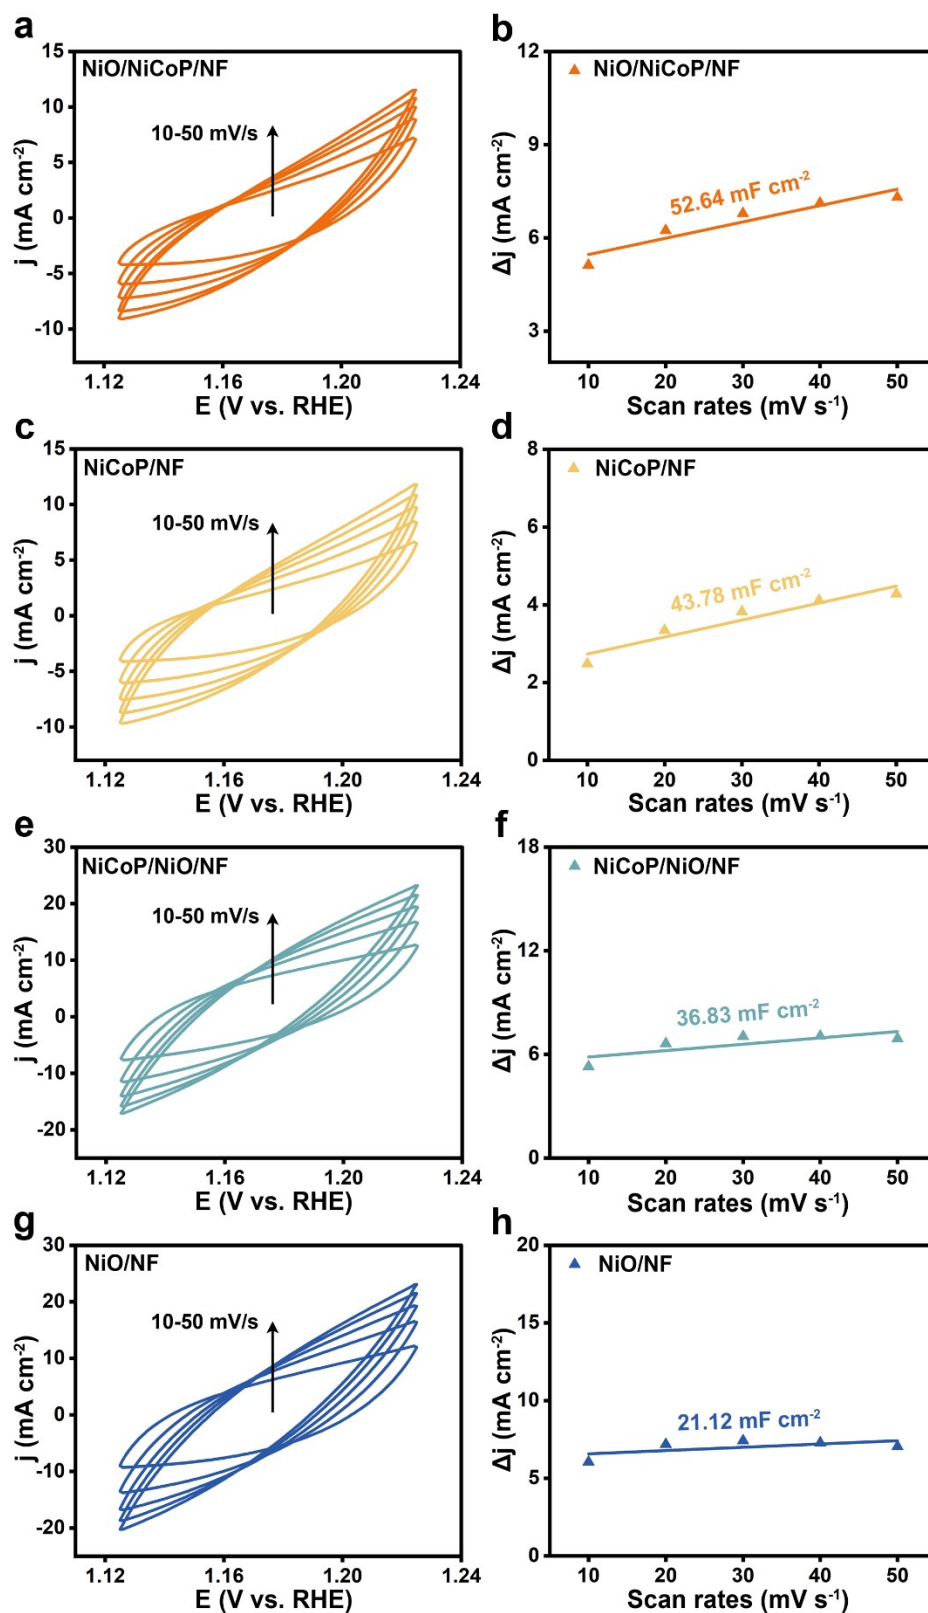 a
15
NiO/NiCoP/NF
10
10-50 mV/s
5
0
-5
-10
j (mA cm-2)
1.12 1.16 1.20 1.24
E (V vs. RHE)
b
12
NiO/NiCoP/NF
9
52.64 mF cm-2
6
3
Δj (mA cm-2)
10 20 30 40 50
Scan rates (mV s-1)
c
15
NiCoP/NF
10
10-50 mV/s
5
0
-5
-10
j (mA cm-2)
1.12 1.16 1.20 1.24
E (V vs. RHE)
d
8
NiCoP/NF
6
43.78 mF cm-2
4
2
0
Δj (mA cm-2)
10 20 30 40 50
Scan rates (mV s-1)
e
30
NiCoP/NiO/NF
20
10-50 mV/s
10
0
-10
-20
j (mA cm-2)
1.12 1.16 1.20 1.24
E (V vs. RHE)
f
18
NiCoP/NiO/NF
12
36.83 mF cm-2
6
0
Δj (mA cm-2)
10 20 30 40 50
Scan rates (mV s-1)
g
30
NiO/NF
20
10-50 mV/s
10
0
-10
-20
j (mA cm-2)
1.12 1.16 1.20 1.24
E (V vs. RHE)
h
20
NiO/NF
15
10
21.12 mF cm-2
5
0
Δj (mA cm-2)
10 20 30 40 50
Scan rates (mV s-1)